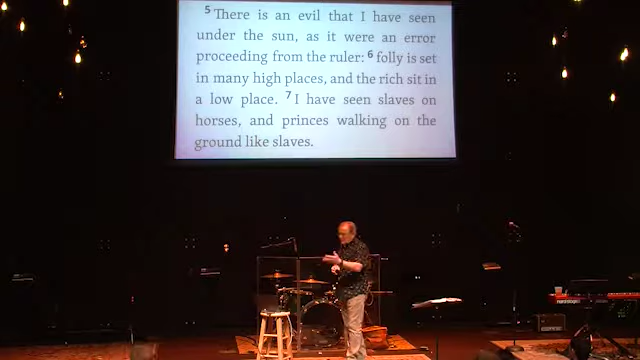 5 There is an evil that I have seen
under the sun, as it were an error
proceeding from the ruler: 6 folly is set
in many high places, and the rich sit in
a low place. 7 I have seen slaves on
horses, and princes walking on the
ground like slaves.